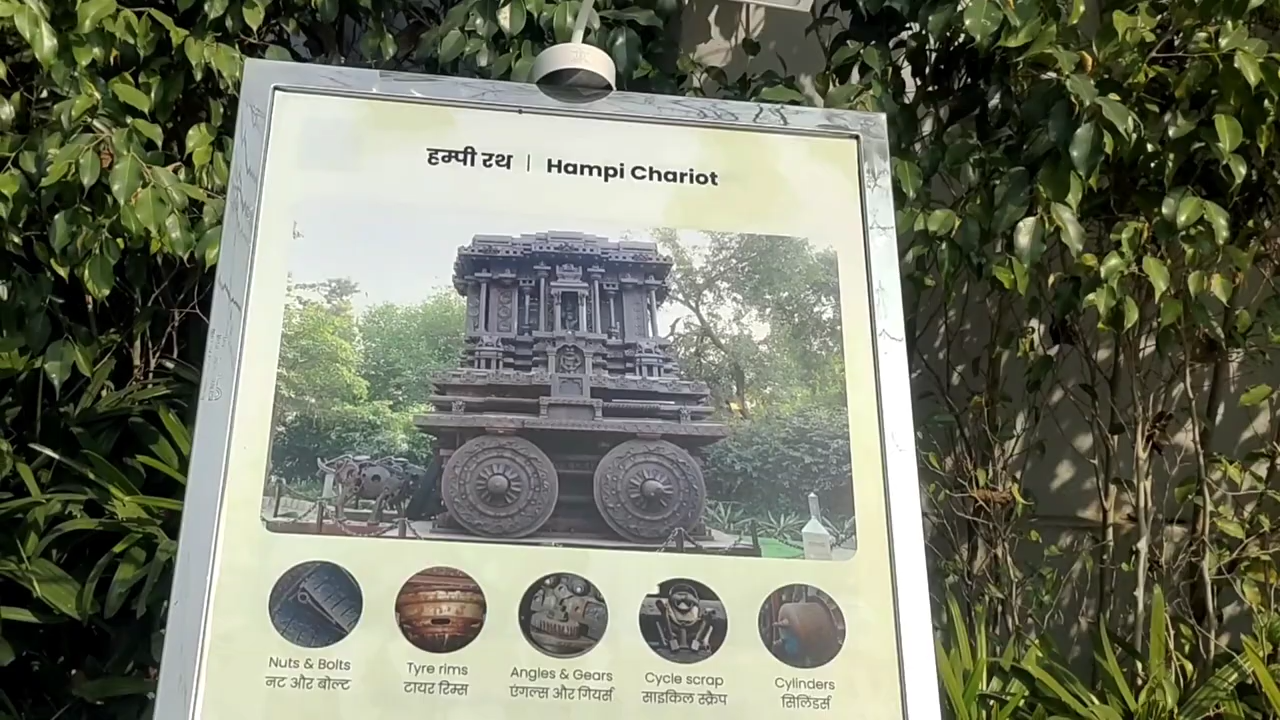 हम्पी रथ | Hampi Chariot
Nuts & Bolts
नट और बोल्ट
Tyre rims
टायर रिम्स
Angles & Gears
एंगल्स और गियर्स
Cycle scrap
साइकिल स्क्रैप
Cylinders
सिलिंडर्स